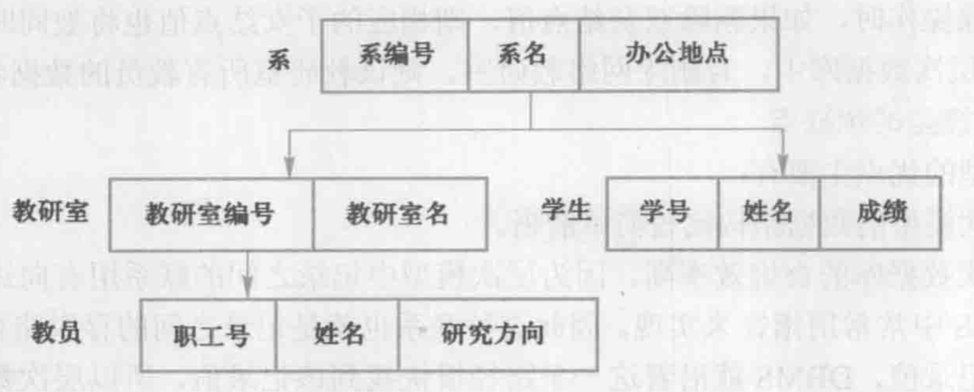 系 系编号 系名 办公地点
教研室 教研室编号 教研室名 学生 学号 姓名 成绩
教员 职工号 姓名 研究方向